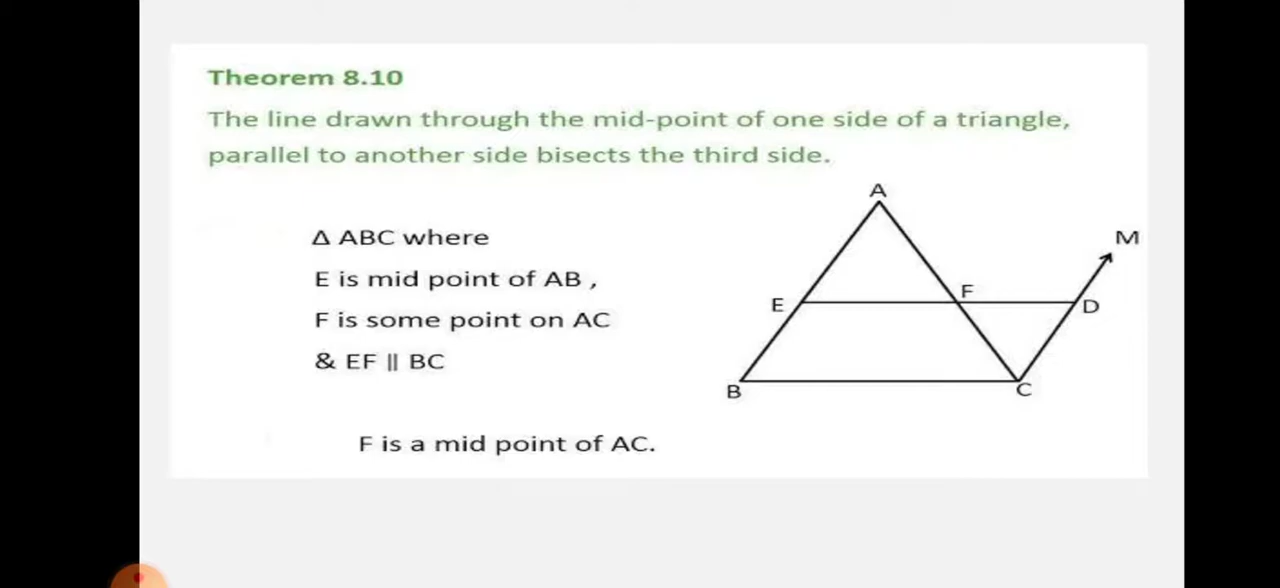 Theorem 8.10
The line drawn through the mid-point of one side of a triangle,
parallel to another side bisects the third side.
Δ ABC where
E is mid point of AB ,
F is some point on AC
& EF || BC
F is a mid point of AC.
A
M
E
F
D
B
C